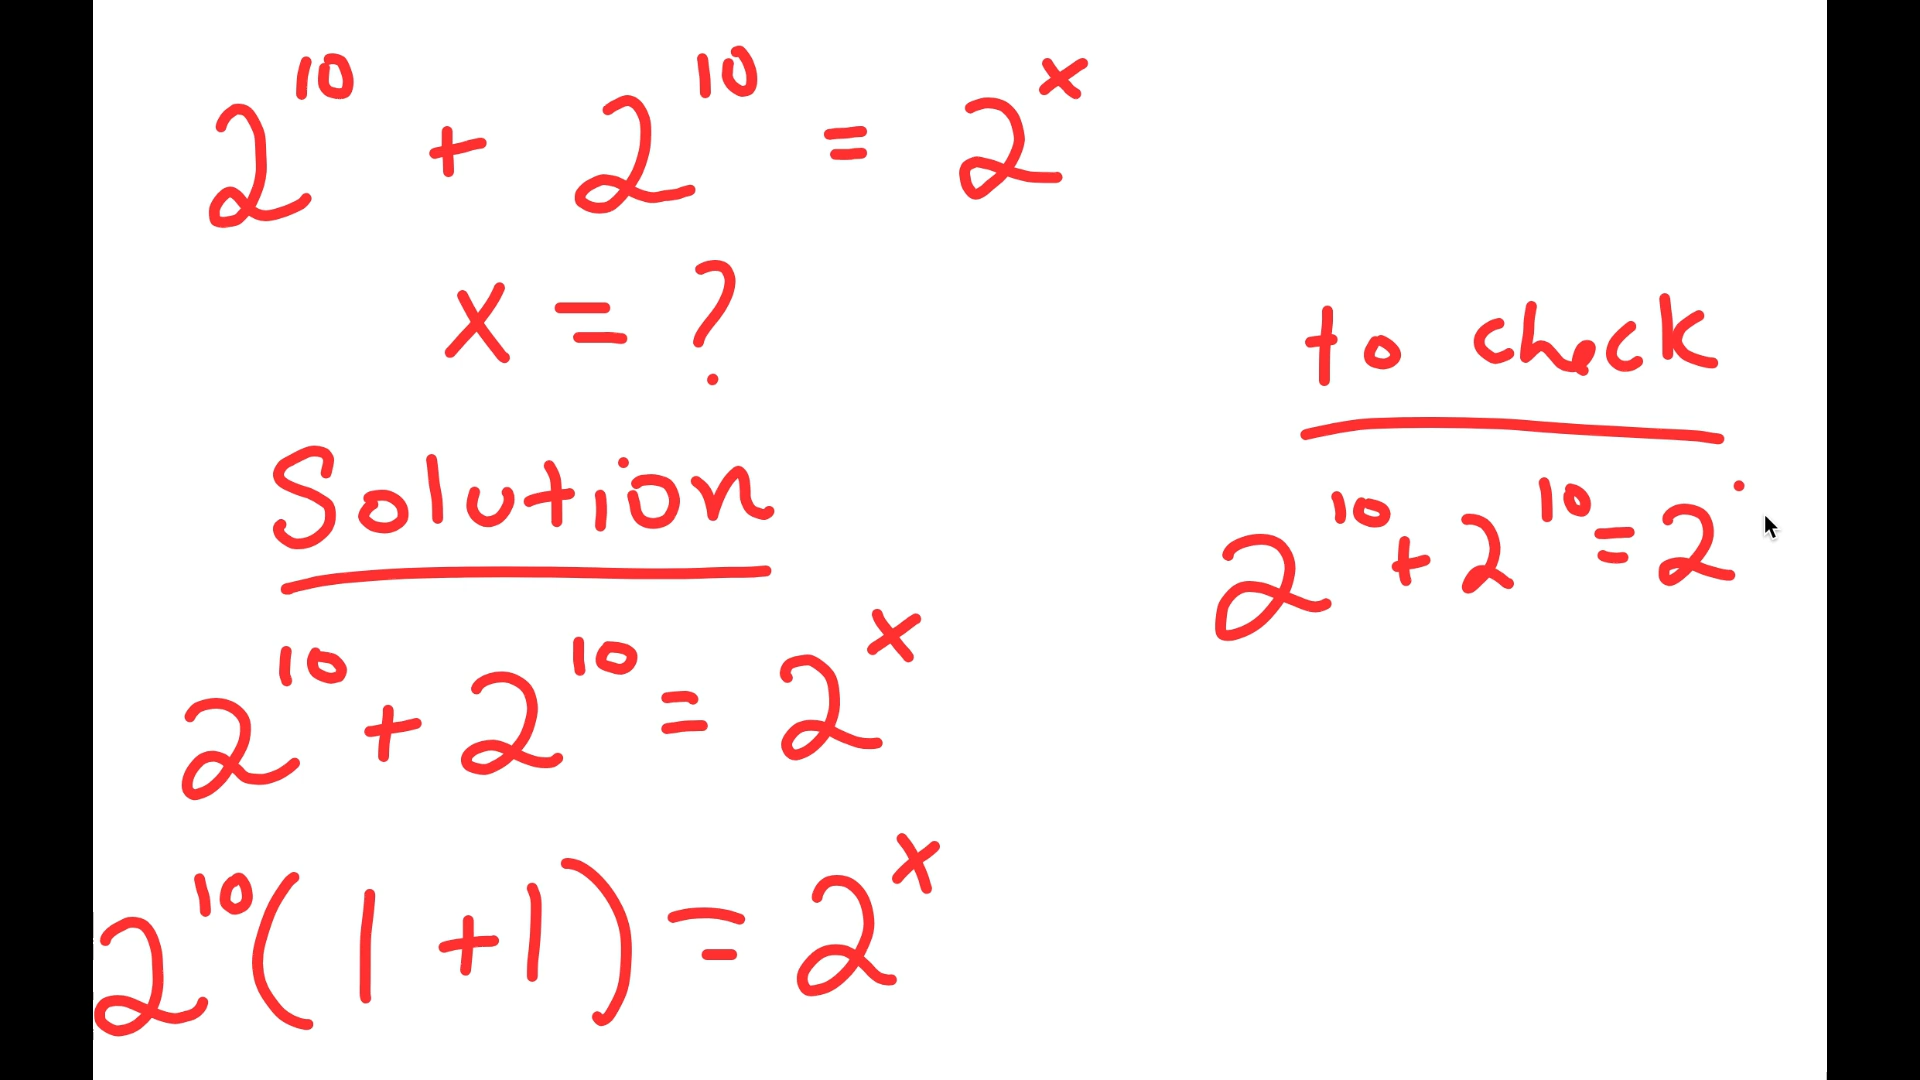 2^10 + 2^10 = 2^x
x = ?
Solution
2^10 + 2^10 = 2^x
2^10 (1 + 1) = 2^x
to check
2^10 + 2^10 = 2